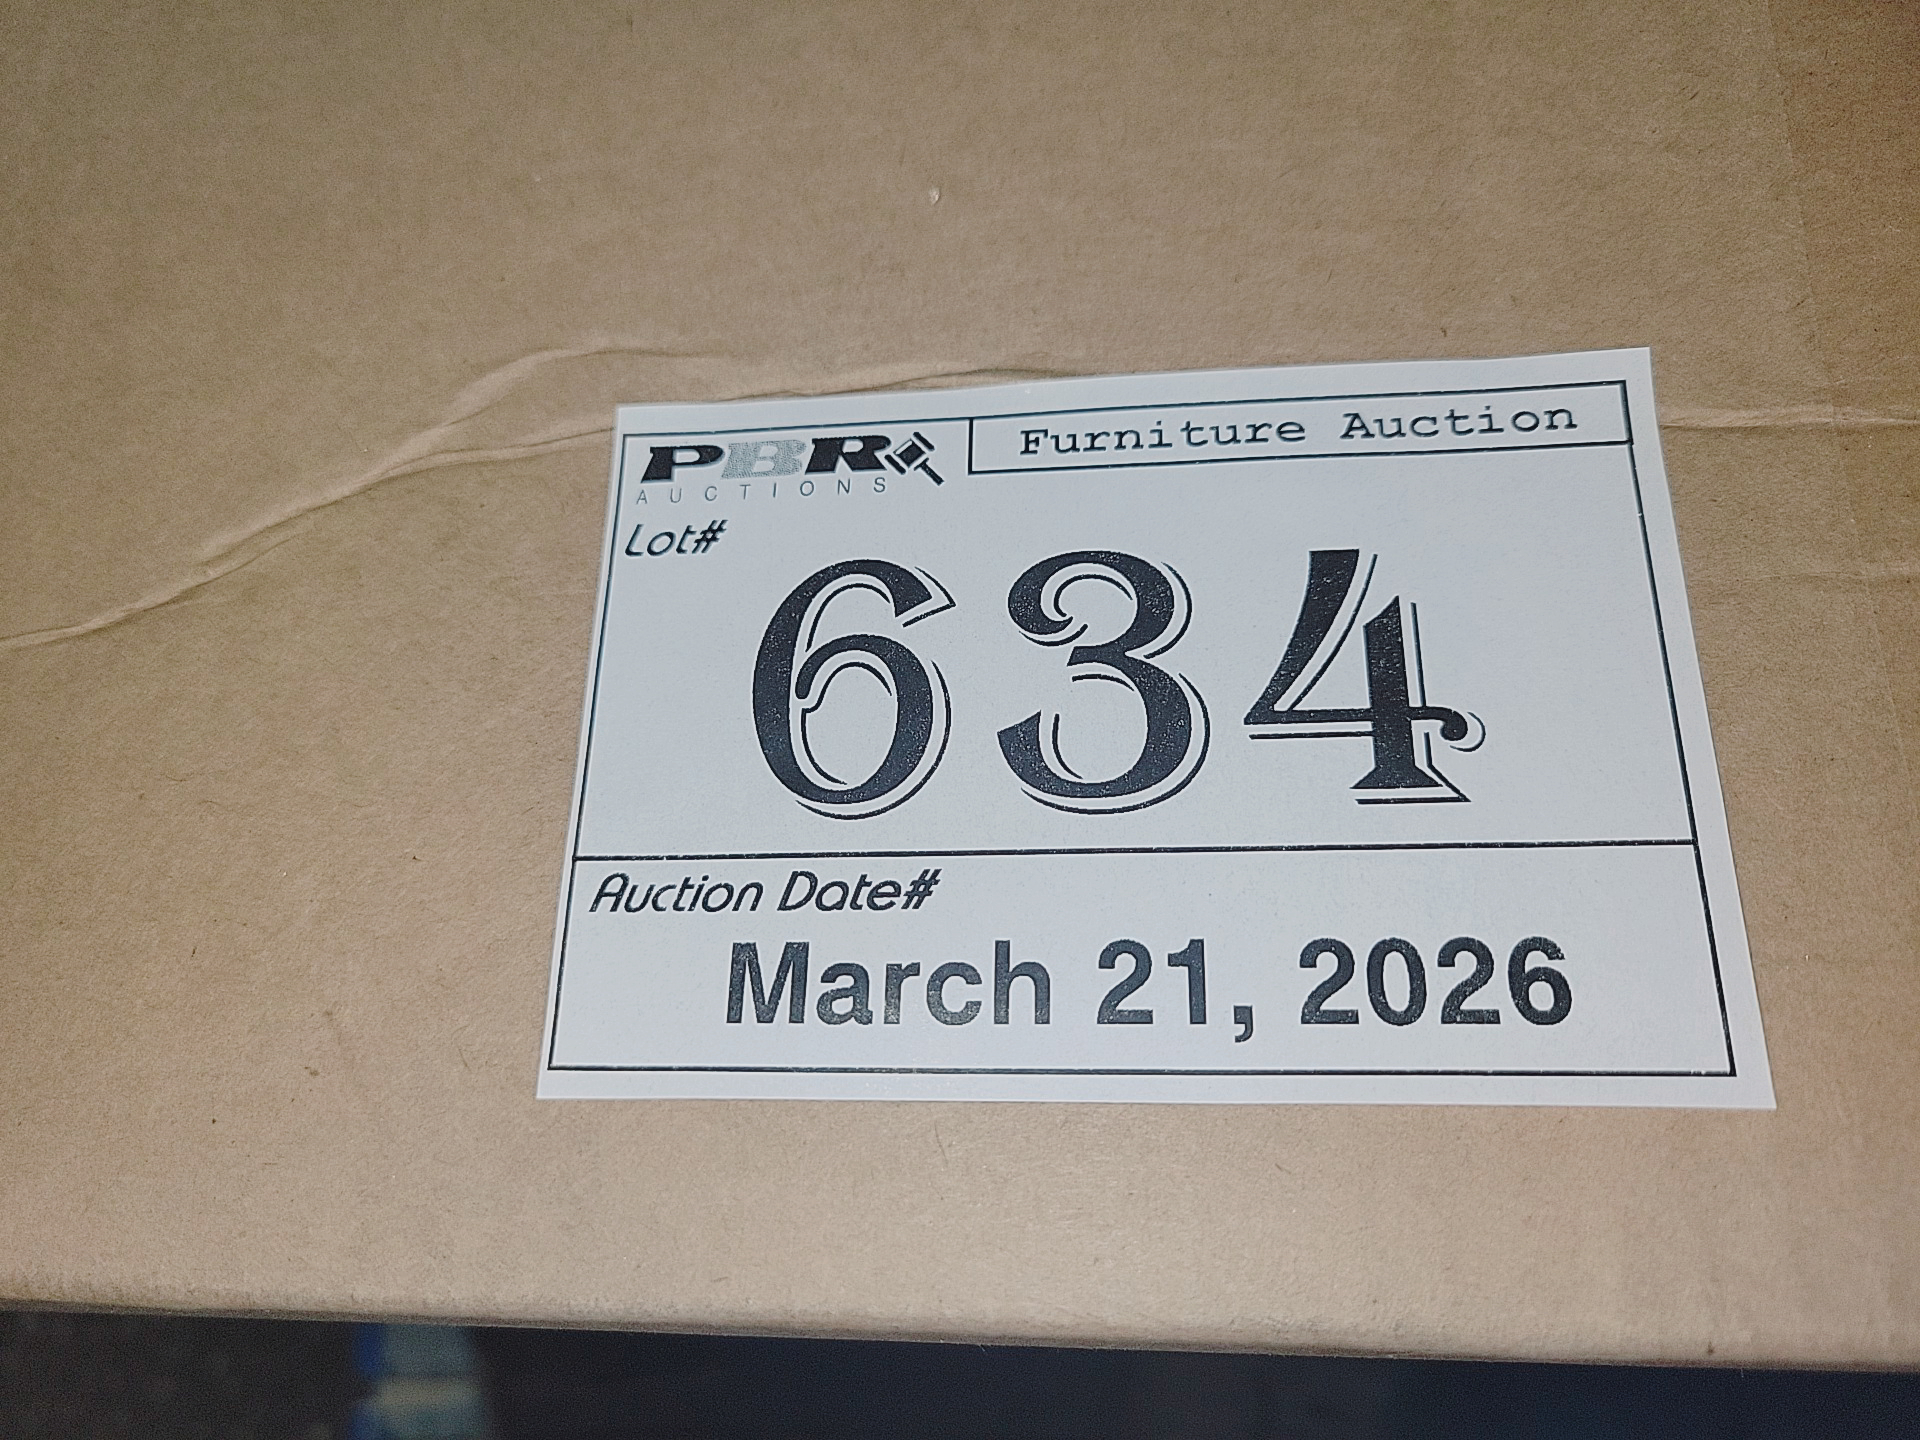 PBR
AUCTIONS
Furniture Auction
Lot#
634
Auction Date#
March 21, 2026